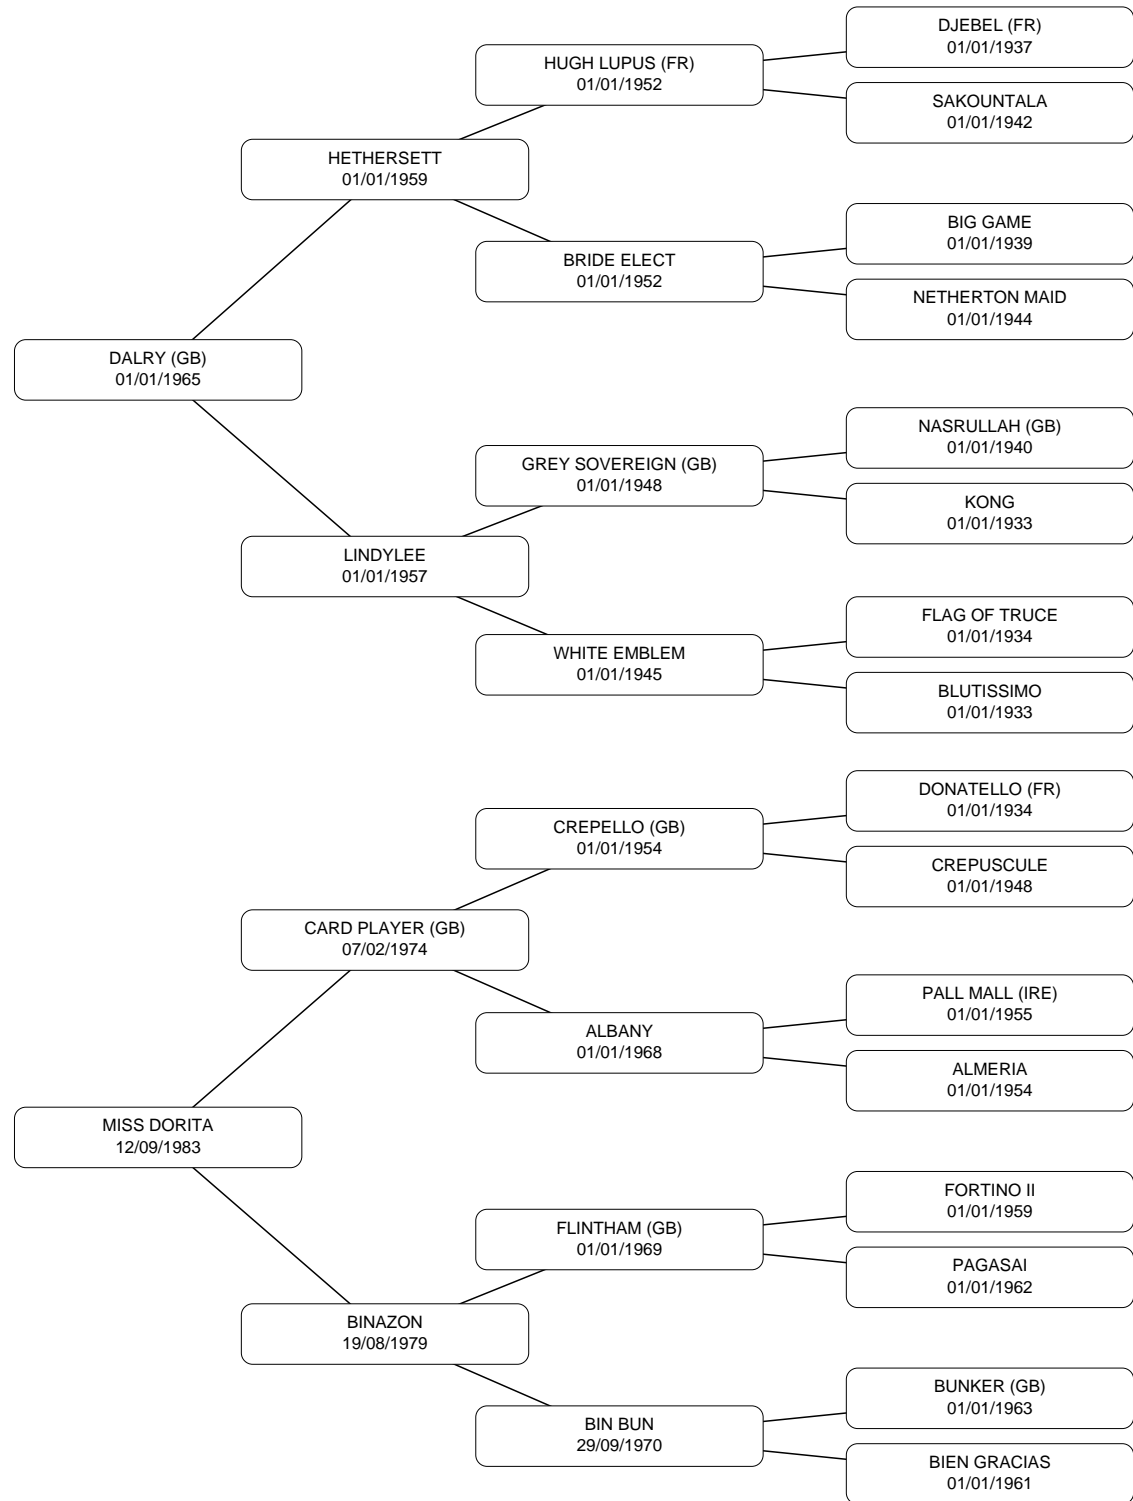 DJEBEL (FR)
01/01/1937
HUGH LUPUS (FR)
01/01/1952
SAKOUNTALA
01/01/1942
HETHERSETT
01/01/1959
BIG GAME
01/01/1939
BRIDE ELECT
01/01/1952
NETHERTON MAID
01/01/1944
DALRY (GB)
01/01/1965
NASRULLAH (GB)
01/01/1940
GREY SOVEREIGN (GB)
01/01/1948
KONG
01/01/1933
LINDYLEE
01/01/1957
FLAG OF TRUCE
01/01/1934
WHITE EMBLEM
01/01/1945
BLUTISSIMO
01/01/1933
DONATELLO (FR)
01/01/1934
CREPELLO (GB)
01/01/1954
CREPUSCULE
01/01/1948
CARD PLAYER (GB)
07/02/1974
PALL MALL (IRE)
01/01/1955
ALBANY
01/01/1968
ALMERIA
01/01/1954
MISS DORITA
12/09/1983
FORTINO II
01/01/1959
FLINTHAM (GB)
01/01/1969
PAGASAI
01/01/1962
BINAZON
19/08/1979
BUNKER (GB)
01/01/1963
BIN BUN
29/09/1970
BIEN GRACIAS
01/01/1961